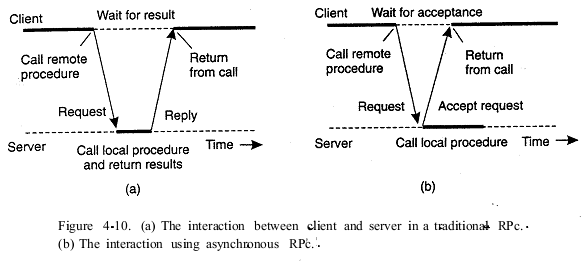 Client Wait for result
Call remote
procedure
Return
from call
Request
Reply
Server
Call local procedure
and return results
Time
(a)
Client Wait for acceptance
Call remote
procedure
Return
from call
Request
Accept request
Server
Call local procedure
Time
(b)
Figure 4-10. (a) The interaction between client and server in a traditional RPc.
(b) The interaction using asynchronous RPc.